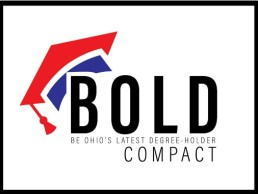 BOLD
BE OHIO'S LATEST DEGREE-HOLDER
COMPACT